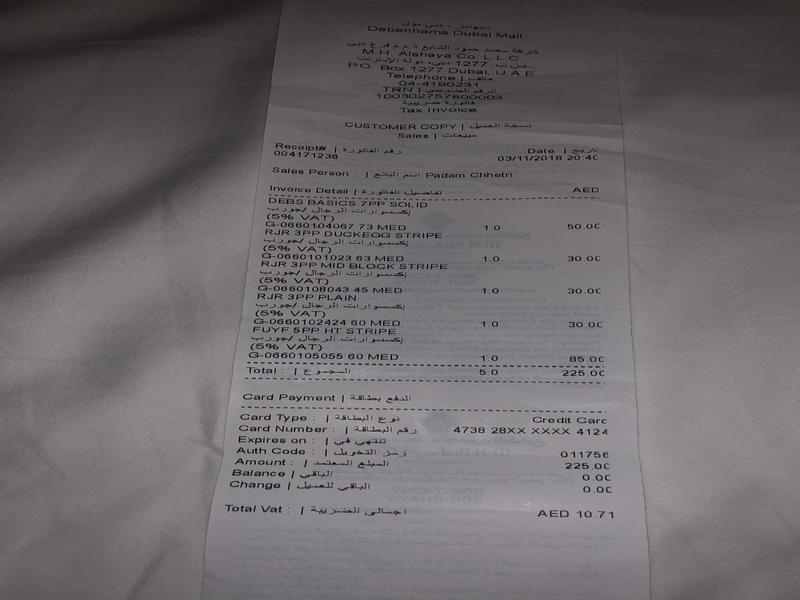 دبنهامز - دبي مول
Debenhams Dubai Mall
شركة محمد حمود الشايع ذ.م.م فرع دبي
M.H. Alshaya Co. L.L.C.
ص.ب. 1277 دبي، دولة الإمارات
P.O. Box 1277 Dubai, U.A.E
Telephone | هاتف
04-4190231
TRN | الرقم الضريبي
100302757800003
فاتورة ضريبية
Tax Invoice
CUSTOMER COPY | نسخة العميل
Sales | مبيعات
Receipt# | رقم الفاتورة Date | تاريخ
004171236 03/11/2018 20:40
Sales Person : | اسم البائع Padam Chhetri
Invoice Detail | تفاصيل الفاتورة AED
DEBS BASICS 7PP SOLID
إكسسوارات الرجال /جورب
(5% VAT)
G-0660104067 73 MED 1.0 50.00
RJR 3PP DUCKEGG STRIPE
إكسسوارات الرجال /جورب
(5% VAT)
G-0660101023 63 MED 1.0 30.00
RJR 3PP MID BLOCK STRIPE
إكسسوارات الرجال /جورب
(5% VAT)
G-0660108043 45 MED 1.0 30.00
RJR 3PP PLAIN
إكسسوارات الرجال /جورب
(5% VAT)
G-0660102424 60 MED 1.0 30.00
FUYF 5PP HT STRIPE
إكسسوارات الرجال /جورب
(5% VAT)
G-0660105055 60 MED 1.0 85.00
Total : | المجموع 5.0 225.00
Card Payment | الدفع بطاقة
Card Type : | نوع البطاقة Credit Card
Card Number : | رقم البطاقة 4738 28XX XXXX 4124
Expires on : | تنتهي في
Auth Code : | رمز التخويل 011756
Amount : | المبلغ المعتمد 225.00
Balance | الباقي 0.00
Change | الباقي للعميل 0.00
Total Vat : | اجمالى الضريبة AED 10.71